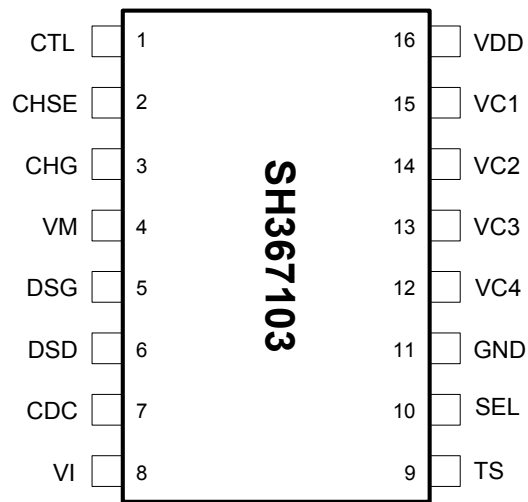 CTL 1 16 VDD
CHSE 2 15 VC1
CHG 3 14 VC2
VM 4 13 VC3
DSG 5 12 VC4
DSD 6 11 GND
CDC 7 10 SEL
VI 8 9 TS
SH367103